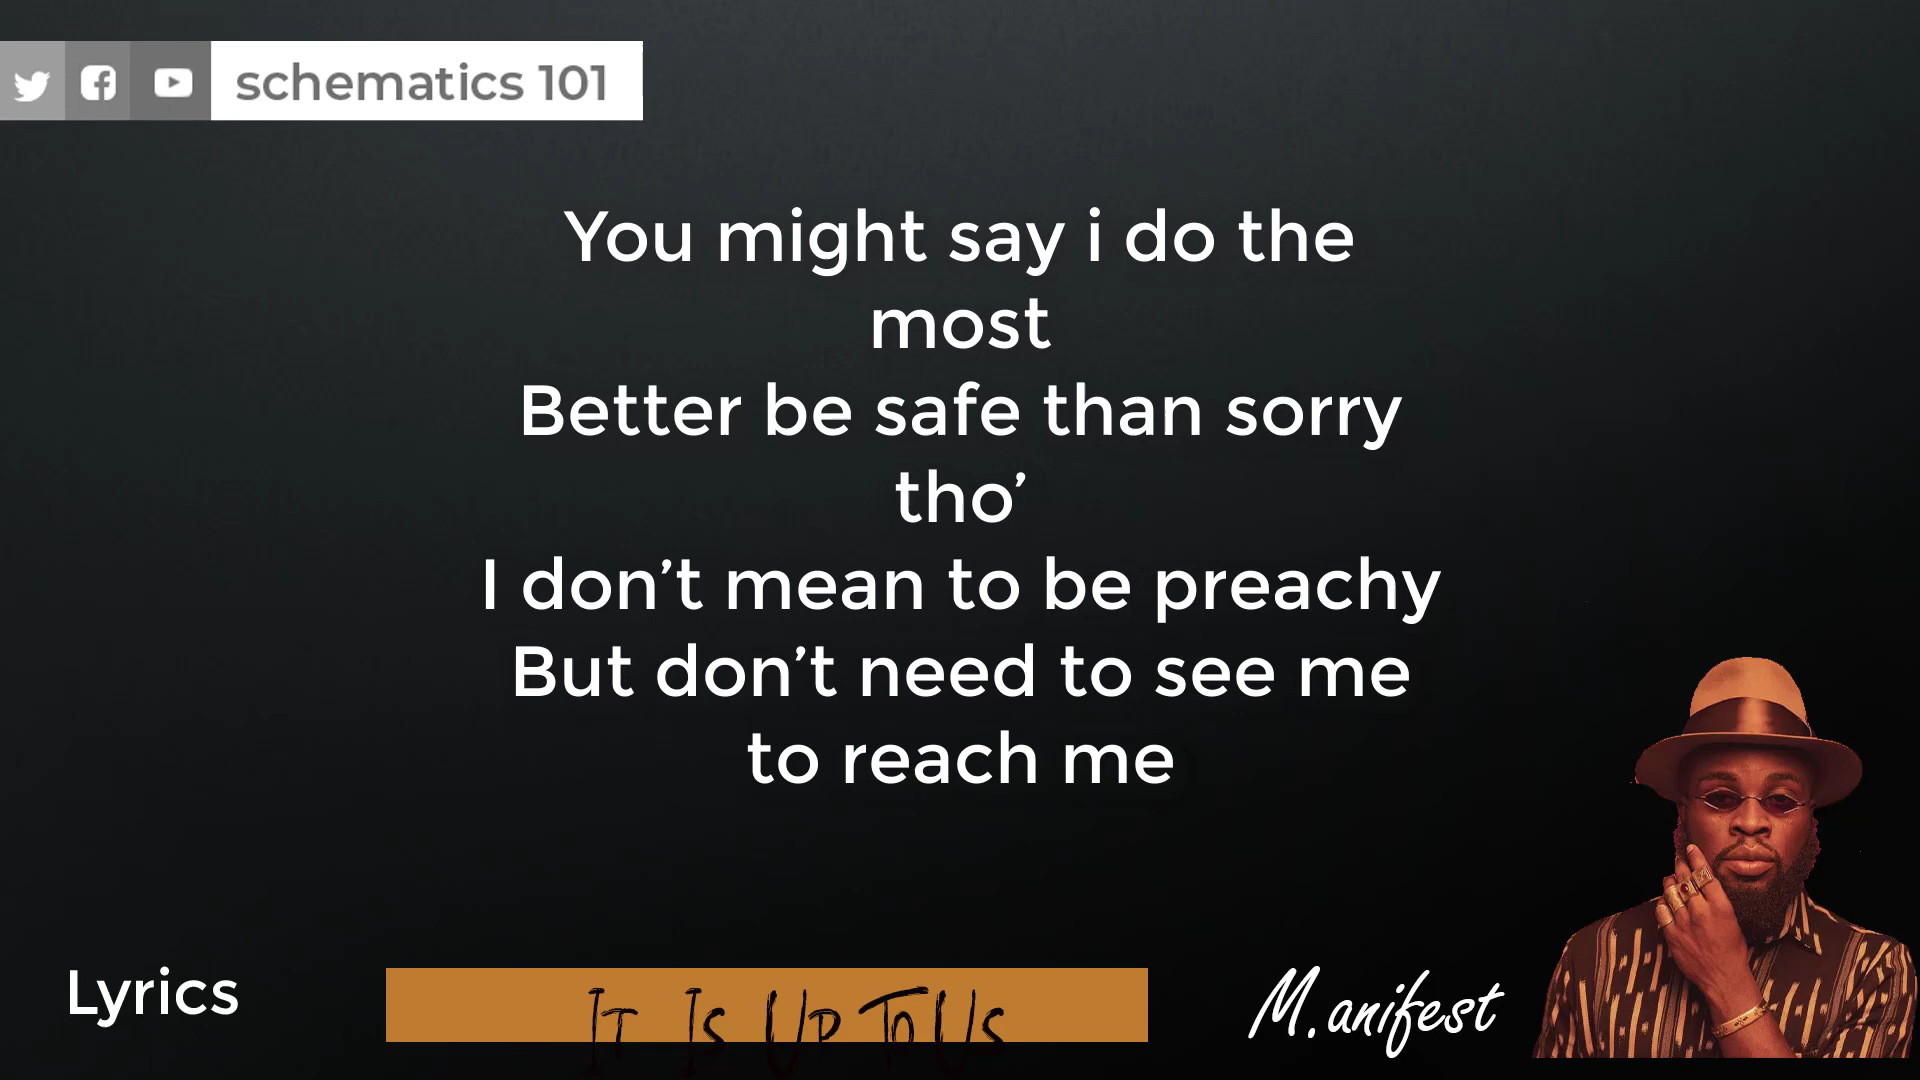 schematics 101
You might say i do the
most
Better be safe than sorry
tho’
I don’t mean to be preachy
But don’t need to see me
to reach me
Lyrics
IT IS UP TO US
M.anifest